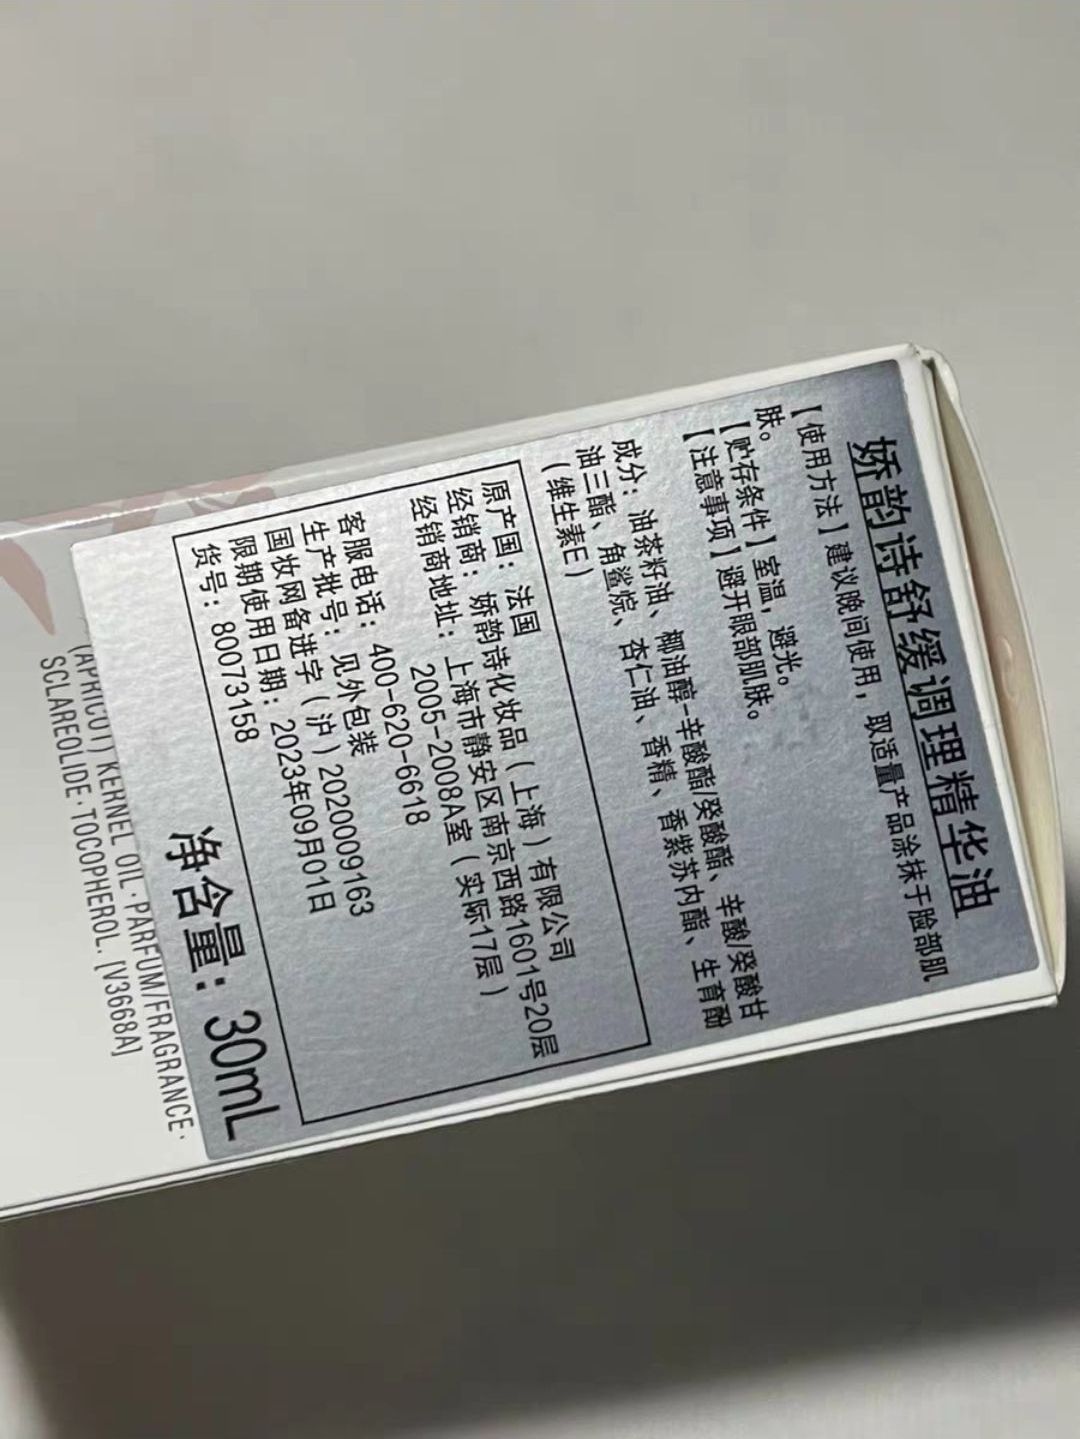 娇韵诗舒缓调理精华油
【使用方法】建议晚间使用，取适量产品涂抹于脸部肌
肤。
【贮存条件】室温，避光。
【注意事项】避开眼部肌肤。
成分：油茶籽油、椰油醇-辛酸酯/癸酸酯、辛酸/癸酸甘
油三酯、角鲨烷、杏仁油、香精、香紫苏内酯、生育酚
（维生素E）
原产国：法国
经销商：娇韵诗化妆品（上海）有限公司
经销商地址：上海市静安区南京西路1601号20层
2005-2008A室（实际17层）
客服电话：400-620-6618
生产批号：见外包装
国妆网备进字（沪）2020009163
限期使用日期：2023年09月01日
货号：80073158
净含量：30mL
(APRICOT) KERNEL OIL·PARFUM/FRAGRANCE·
SCLAREOLIDE·TOCOPHEROL. [V3668A]